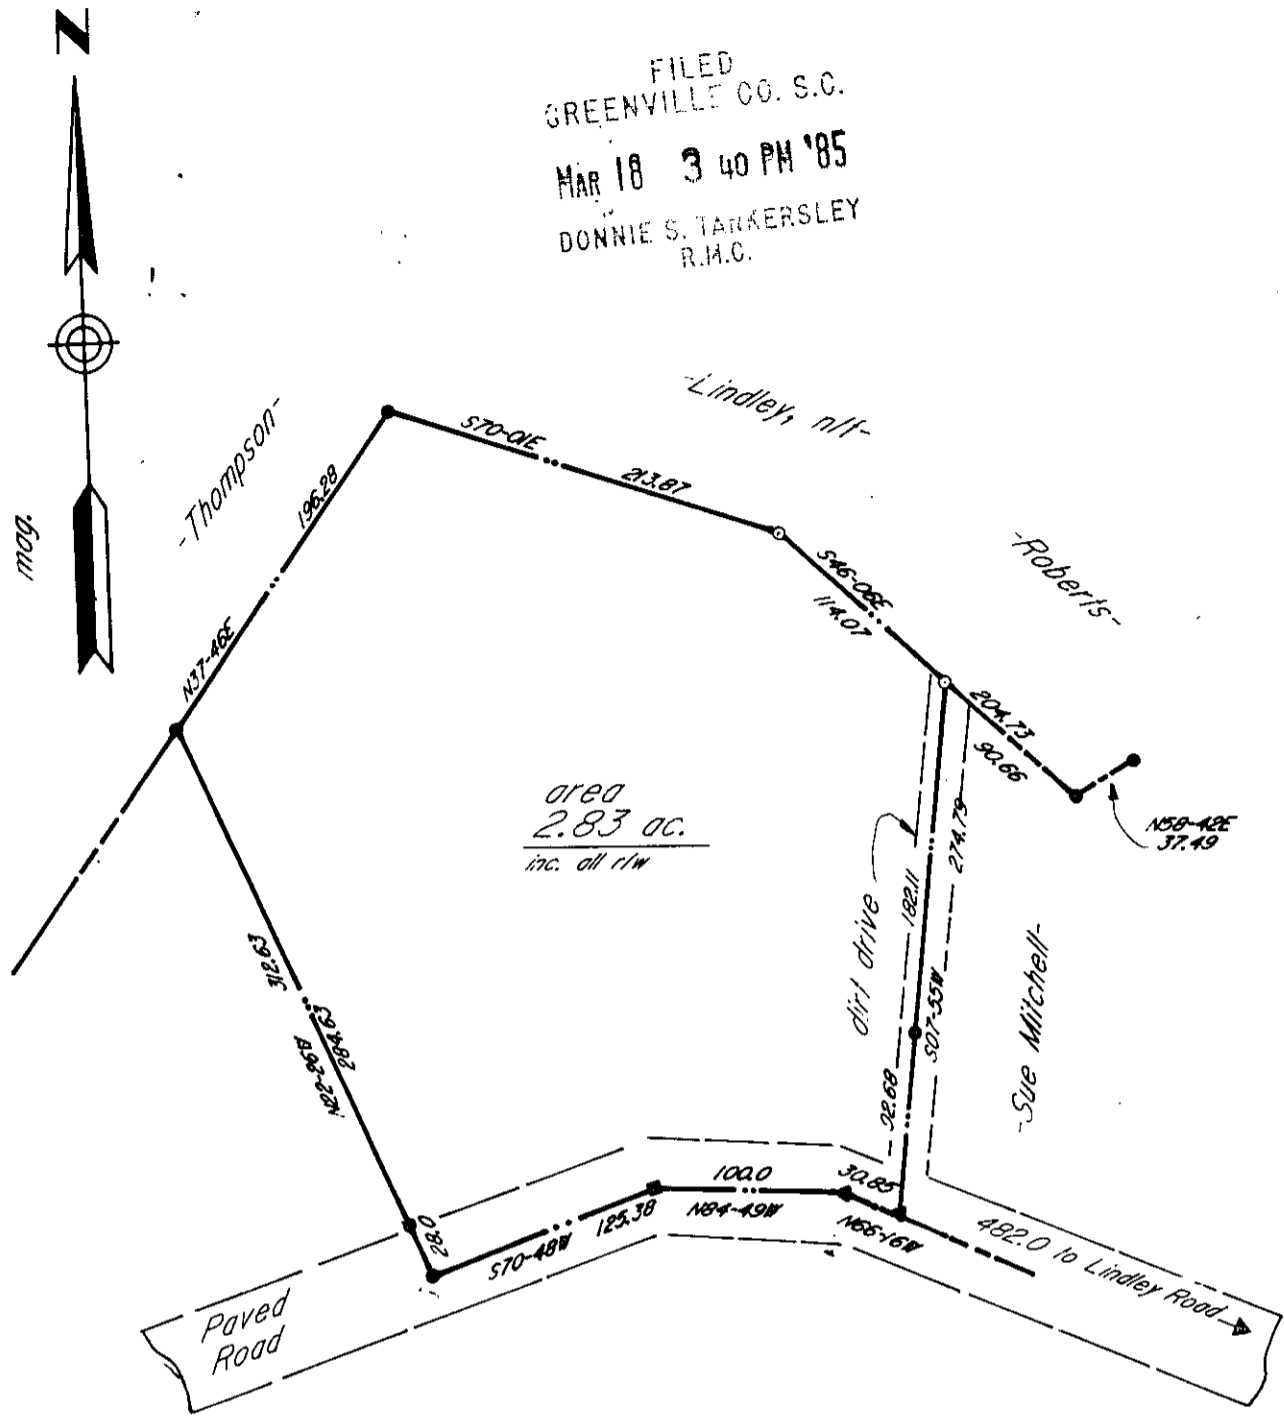 N
FILED
GREENVILLE CO. S.C.
MAR 18 3 40 PM '85
DONNIE S. TANKERSLEY
R.M.C.
mag.
-Thompson-
-Lindley, n/f-
-Roberts-
S70-01E
213.87
196.28
N37-46E
S46-06E
114.07
204.73
90.66
N58-42E
37.49
area
2.83 ac.
inc. all r/w
dirt drive
182.11
274.79
S07-55W
92.68
-Sue Mitchell-
312.63
284.63
N22-26W
28.0
S70-48W
125.38
100.0
N84-49W
30.85
N66-16W
482.0 to Lindley Road
Paved
Road